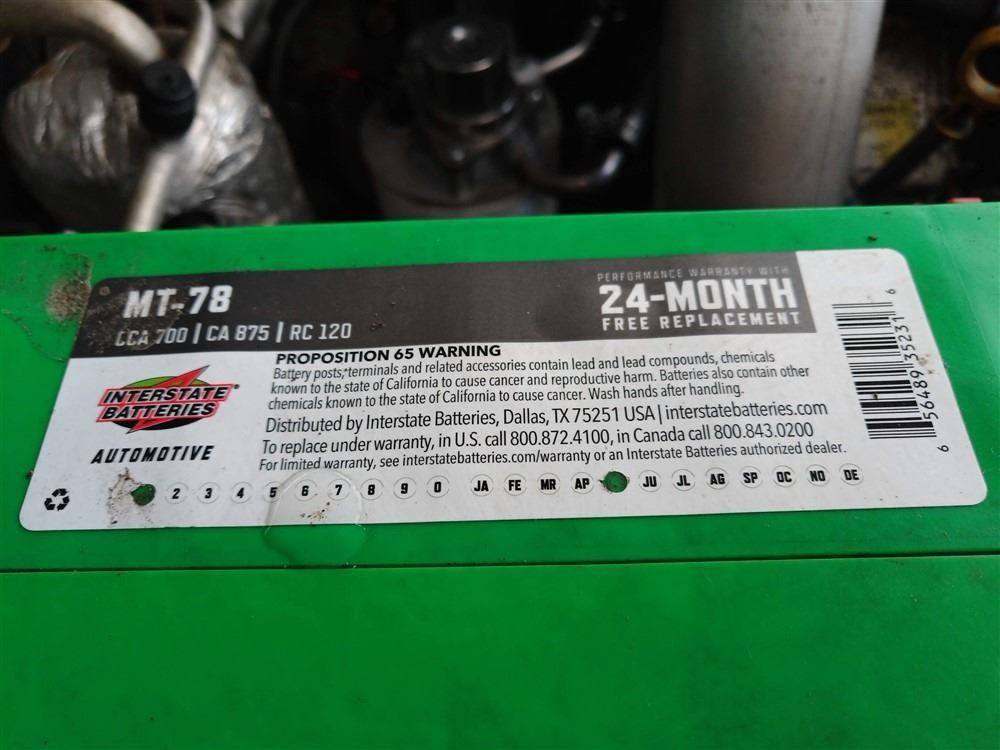 MT-78
CCA 700 | CA 875 | RC 120
PERFORMANCE WARRANTY WITH
24-MONTH
FREE REPLACEMENT
PROPOSITION 65 WARNING
Battery posts, terminals and related accessories contain lead and lead compounds, chemicals
known to the state of California to cause cancer and reproductive harm. Batteries also contain other
chemicals known to the state of California to cause cancer. Wash hands after handling.
Distributed by Interstate Batteries, Dallas, TX 75251 USA | interstatebatteries.com
To replace under warranty, in U.S. call 800.872.4100, in Canada call 800.843.0200
For limited warranty, see interstatebatteries.com/warranty or an Interstate Batteries authorized dealer.
INTERSTATE
BATTERIES®
AUTOMOTIVE
2 3 4 5 6 7 8 9 0 JA FE MR AP JU JL AG SP OC NO DE
6 56489 35231 6